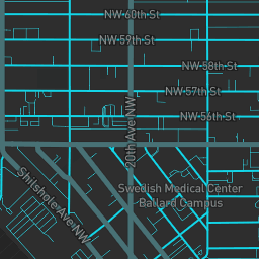 NW 60th St
NW 59th St
NW 58th St
NW 57th St
NW 56th St
20th Ave NW
Swedish Medical Center
Ballard Campus
Shilshole Ave NW